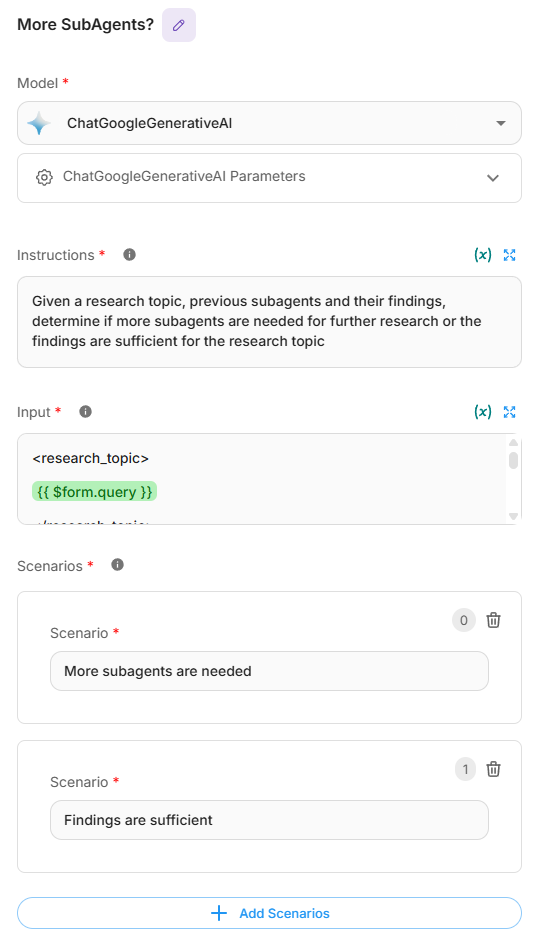 More SubAgents?
Model *
ChatGoogleGenerativeAI
ChatGoogleGenerativeAI Parameters
Instructions *
(x)
Given a research topic, previous subagents and their findings,
determine if more subagents are needed for further research or the
findings are sufficient for the research topic
Input *
(x)
<research_topic>
{{ $form.query }}
</research_topic>
Scenarios *
0
Scenario *
More subagents are needed
1
Scenario *
Findings are sufficient
Add Scenarios